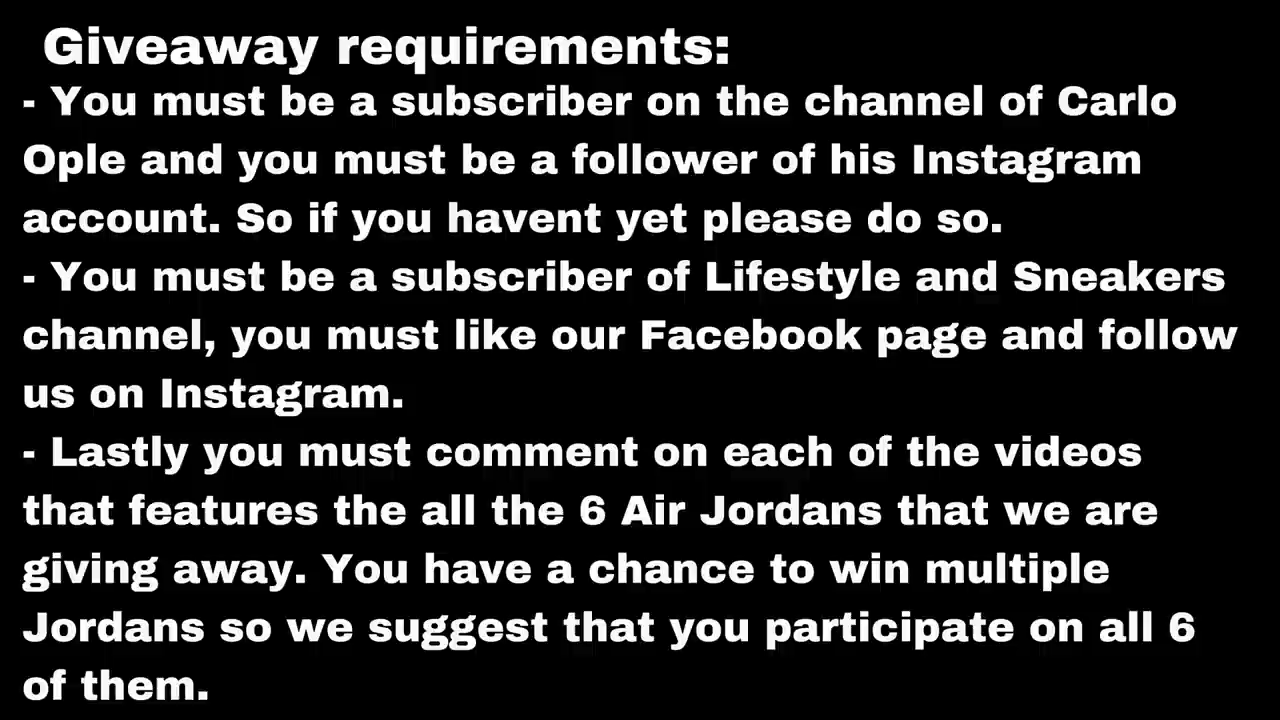 Giveaway requirements:
- You must be a subscriber on the channel of Carlo
Ople and you must be a follower of his Instagram
account. So if you havent yet please do so.
- You must be a subscriber of Lifestyle and Sneakers
channel, you must like our Facebook page and follow
us on Instagram.
- Lastly you must comment on each of the videos
that features the all the 6 Air Jordans that we are
giving away. You have a chance to win multiple
Jordans so we suggest that you participate on all 6
of them.